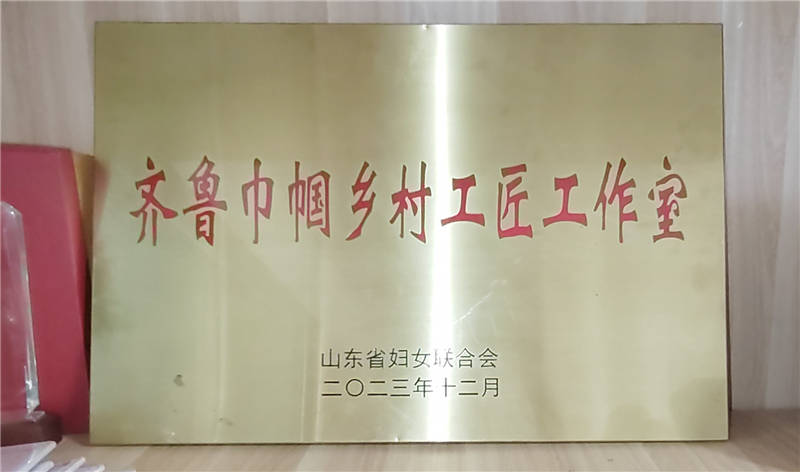 齐鲁巾帼乡村工匠工作室
山东省妇女联合会
二〇二三年十二月